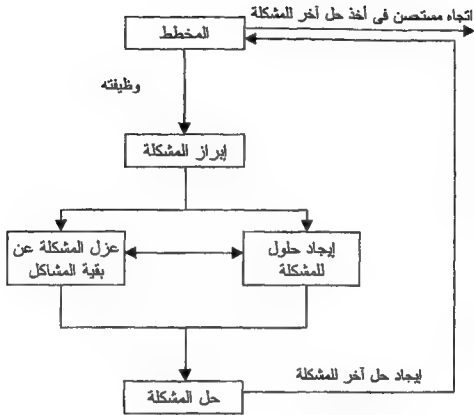 اتجاه مستحسن فى أخذ حل آخر للمشكلة
المخطط
وظيفته
إبراز المشكلة
إيجاد حلول
للمشكلة
عزل المشكلة عن
بقية المشاكل
إيجاد حل آخر للمشكلة
حل المشكلة